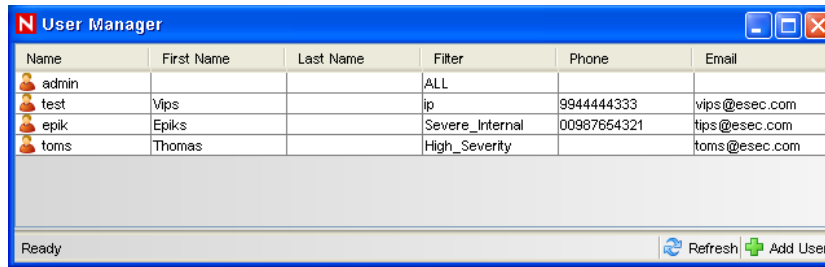 N User Manager
Name First Name Last Name Filter Phone Email
admin ALL
test Vips ip 9944444333 vips@esec.com
epik Epiks Severe_Internal 00987654321 tips@esec.com
toms Thomas High_Severity toms@esec.com
Ready Refresh Add User